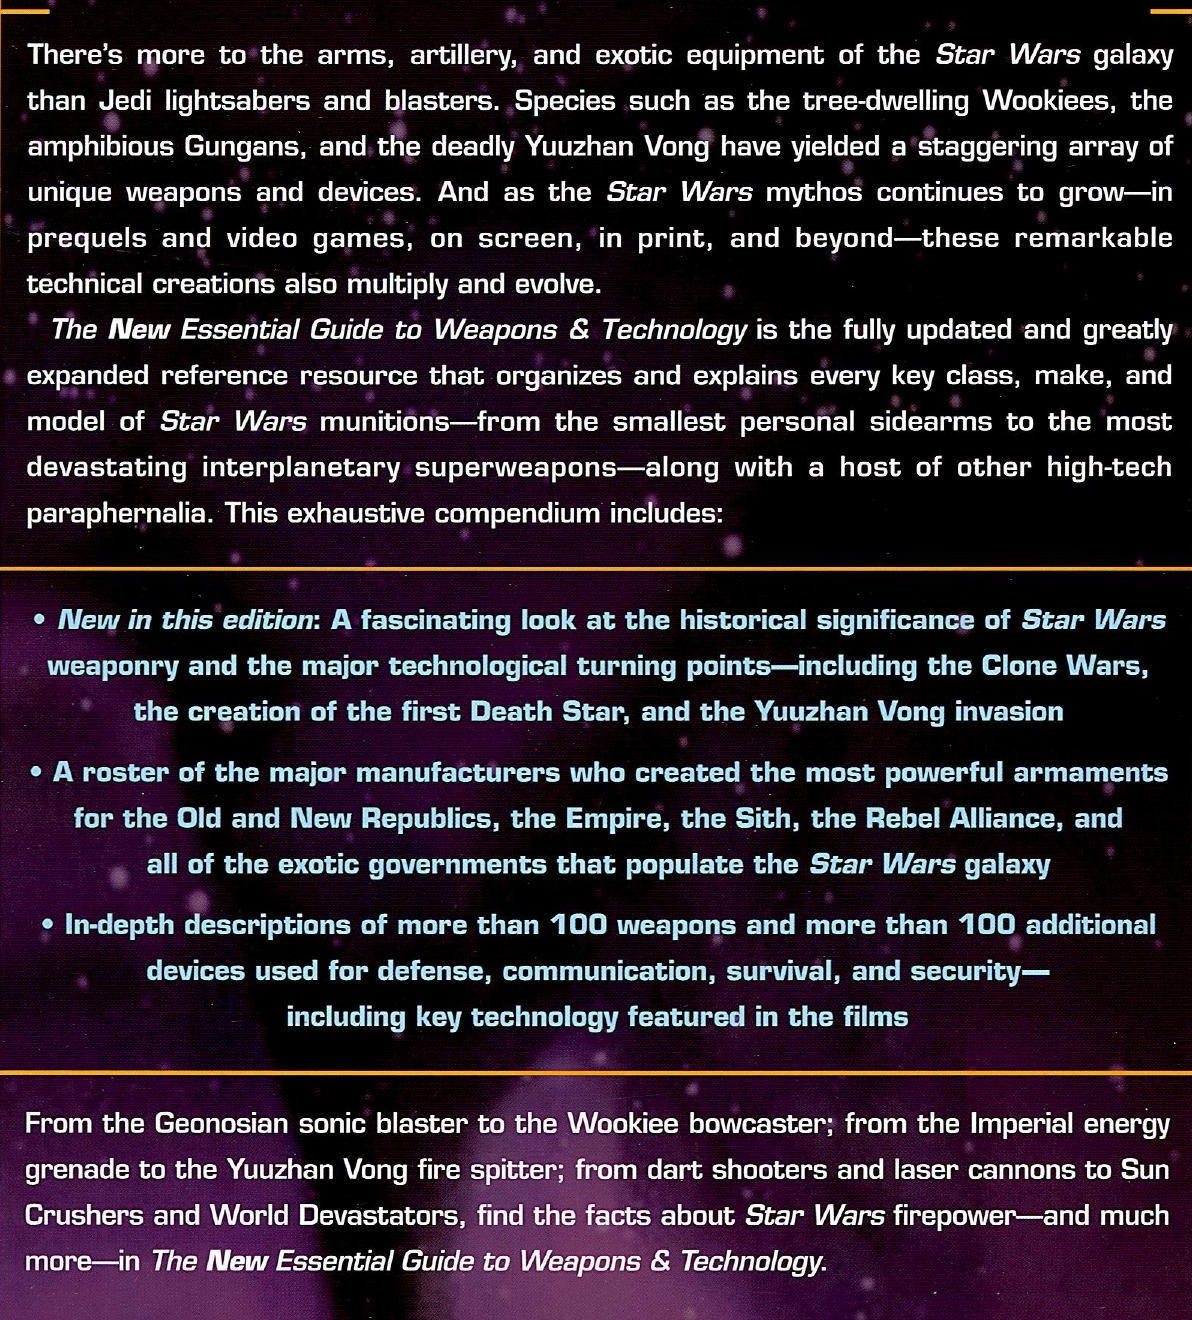 There's more to the arms, artillery, and exotic equipment of the Star Wars galaxy
than Jedi lightsabers and blasters. Species such as the tree-dwelling Wookiees, the
amphibious Gungans, and the deadly Yuuzhan Vong have yielded a staggering array of
unique weapons and devices. And as the Star Wars mythos continues to grow—in
prequels and video games, on screen, in print, and beyond—these remarkable
technical creations also multiply and evolve.
The New Essential Guide to Weapons & Technology is the fully updated and greatly
expanded reference resource that organizes and explains every key class, make, and
model of Star Wars munitions—from the smallest personal sidearms to the most
devastating interplanetary superweapons—along with a host of other high-tech
paraphernalia. This exhaustive compendium includes:
• New in this edition: A fascinating look at the historical significance of Star Wars
weaponry and the major technological turning points—including the Clone Wars,
the creation of the first Death Star, and the Yuuzhan Vong invasion
• A roster of the major manufacturers who created the most powerful armaments
for the Old and New Republics, the Empire, the Sith, the Rebel Alliance, and
all of the exotic governments that populate the Star Wars galaxy
• In-depth descriptions of more than 100 weapons and more than 100 additional
devices used for defense, communication, survival, and security—
including key technology featured in the films
From the Geonosian sonic blaster to the Wookiee bowcaster; from the Imperial energy
grenade to the Yuuzhan Vong fire spitter; from dart shooters and laser cannons to Sun
Crushers and World Devastators, find the facts about Star Wars firepower—and much
more—in The New Essential Guide to Weapons & Technology.